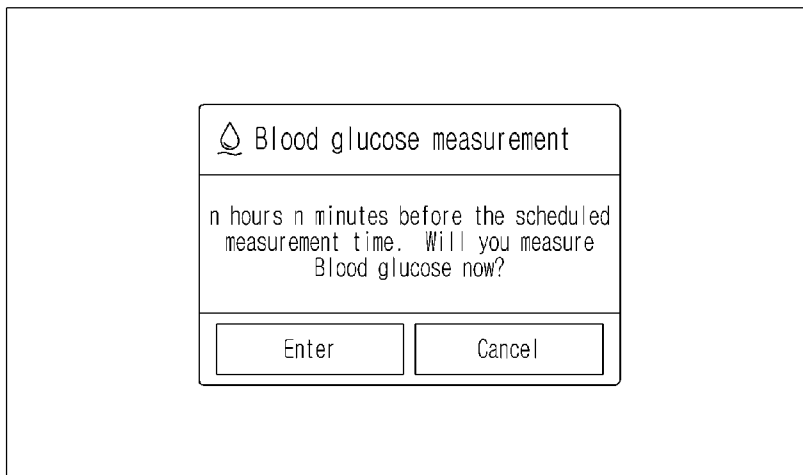 Blood glucose measurement
n hours n minutes before the scheduled
measurement time. Will you measure
Blood glucose now?
Enter
Cancel